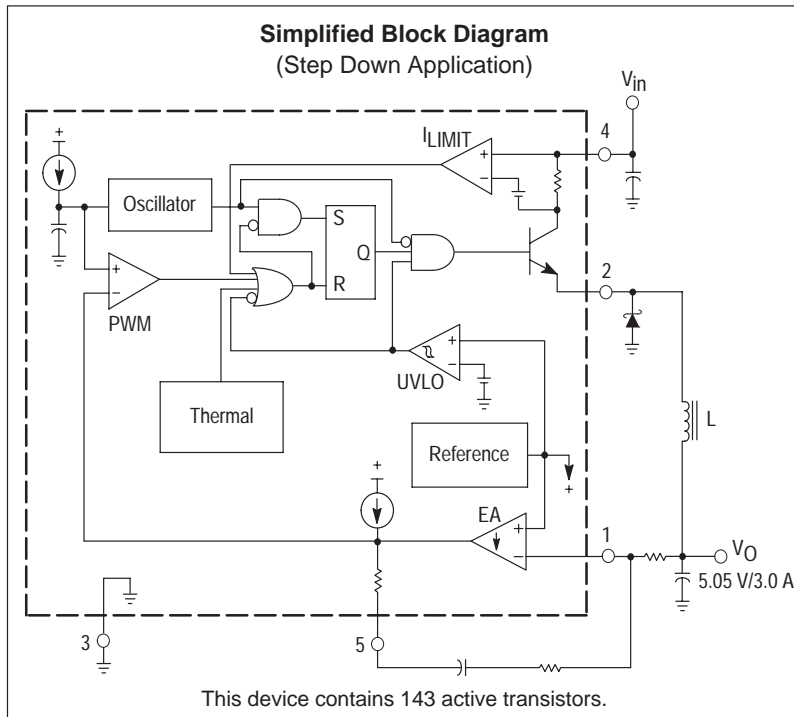 Simplified Block Diagram
(Step Down Application)
Vin
4
ILIMIT
+
–
+
Oscillator
S
Q
R
+
–
PWM
2
+
–
UVLO
Thermal
L
Reference
+
+
EA
+
–
1
VO
5.05 V/3.0 A
3
5
This device contains 143 active transistors.